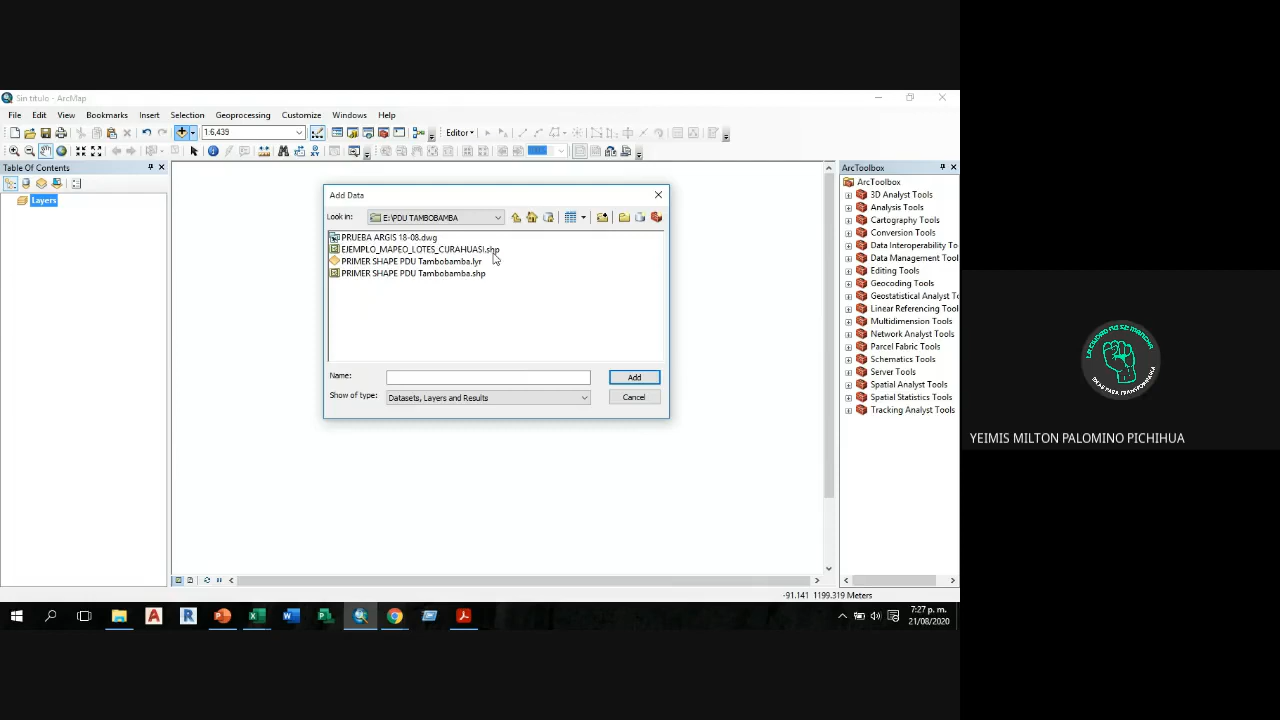 Sin título - ArcMap
File Edit View Bookmarks Insert Selection Geoprocessing Customize Windows Help
1:6,439
Editor
Table Of Contents
Layers
Add Data
Look in: E:\PDU TAMBOBAMBA
PRUEBA ARGIS 18-08.dwg
EJEMPLO_MAPEO_LOTES_CURAHUASI.shp
PRIMER SHAPE PDU Tambobamba.lyr
PRIMER SHAPE PDU Tambobamba.shp
Name:
Add
Show of type: Datasets, Layers and Results
Cancel
ArcToolbox
ArcToolbox
3D Analyst Tools
Analysis Tools
Cartography Tools
Conversion Tools
Data Interoperability To
Data Management Tool
Editing Tools
Geocoding Tools
Geostatistical Analyst To
Linear Referencing Tool
Multidimension Tools
Network Analyst Tools
Parcel Fabric Tools
Schematics Tools
Server Tools
Spatial Analyst Tools
Spatial Statistics Tools
Tracking Analyst Tools
-91.141 1199.319 Meters
7:27 p. m.
21/08/2020
YEIMIS MILTON PALOMINO PICHIHUA